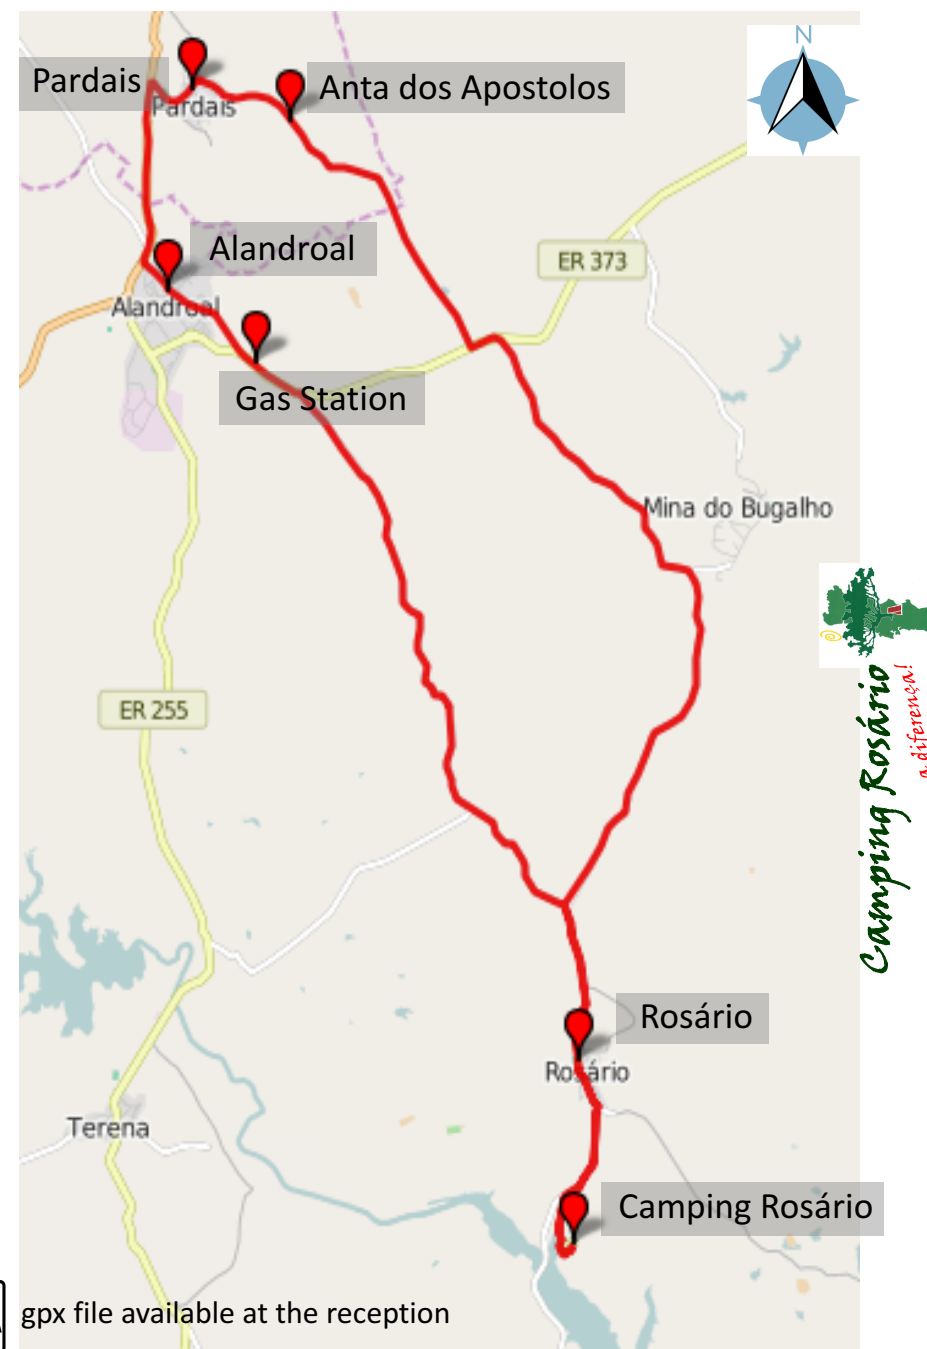 N
Pardais
Anta dos Apostolos
Pardais
Alandroal
ER 373
Alandroal
Gas Station
Mina do Bugalho
Camping Rosário
a diferença!
ER 255
Rosário
Rosário
Terena
Camping Rosário
gpx file available at the reception